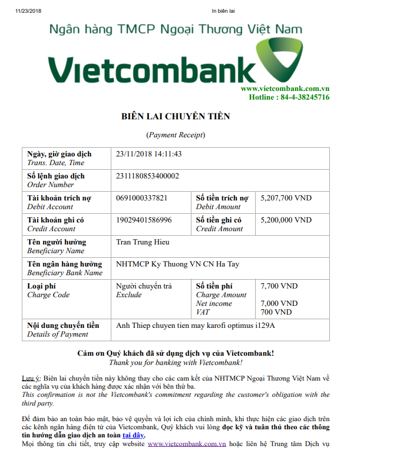 11/23/2018 In biên lai
Ngân hàng TMCP Ngoại Thương Việt Nam
Vietcombank
www.vietcombank.com.vn
Hotline : 84-4-38245716
BIÊN LAI CHUYỂN TIỀN
(Payment Receipt)
Ngày, giờ giao dịch 23/11/2018 14:11:43
Trans. Date, Time
Số lệnh giao dịch 2311180853400002
Order Number
Tài khoản trích nợ 0691000337821 Số tiền trích nợ 5,207,700 VND
Debit Account Debit Amount
Tài khoản ghi có 19029401586996 Số tiền ghi có 5,200,000 VND
Credit Account Credit Amount
Tên người hưởng Tran Trung Hieu
Beneficiary Name
Tên ngân hàng hưởng NHTMCP Ky Thuong VN CN Ha Tay
Beneficiary Bank Name
Loại phí Người chuyển trả Số tiền phí 7,700 VND
Charge Code Exclude Charge Amount
Net income 7,000 VND
VAT 700 VND
Nội dung chuyển tiền Anh Thiep chuyen tien may karofi optimus i129A
Details of Payment
Cám ơn Quý khách đã sử dụng dịch vụ của Vietcombank!
Thank you for banking with Vietcombank!
Lưu ý: Biên lai chuyển tiền này không thay cho các cam kết của NHTMCP Ngoại Thương Việt Nam về
các nghĩa vụ của khách hàng được xác nhận với bên thứ ba.
This confirmation is not the Vietcombank's commitment regarding the customer's obligation with the
third party.
Để đảm bảo an toàn bảo mật, bảo vệ quyền và lợi ích của chính mình, khi thực hiện các giao dịch trên
các kênh ngân hàng điện tử của Vietcombank, Quý khách vui lòng đọc kỹ và tuân thủ theo các thông
tin hướng dẫn giao dịch an toàn tại đây.
Mọi thông tin chi tiết, truy cập website www.vietcombank.com.vn hoặc liên hệ Trung tâm Dịch vụ